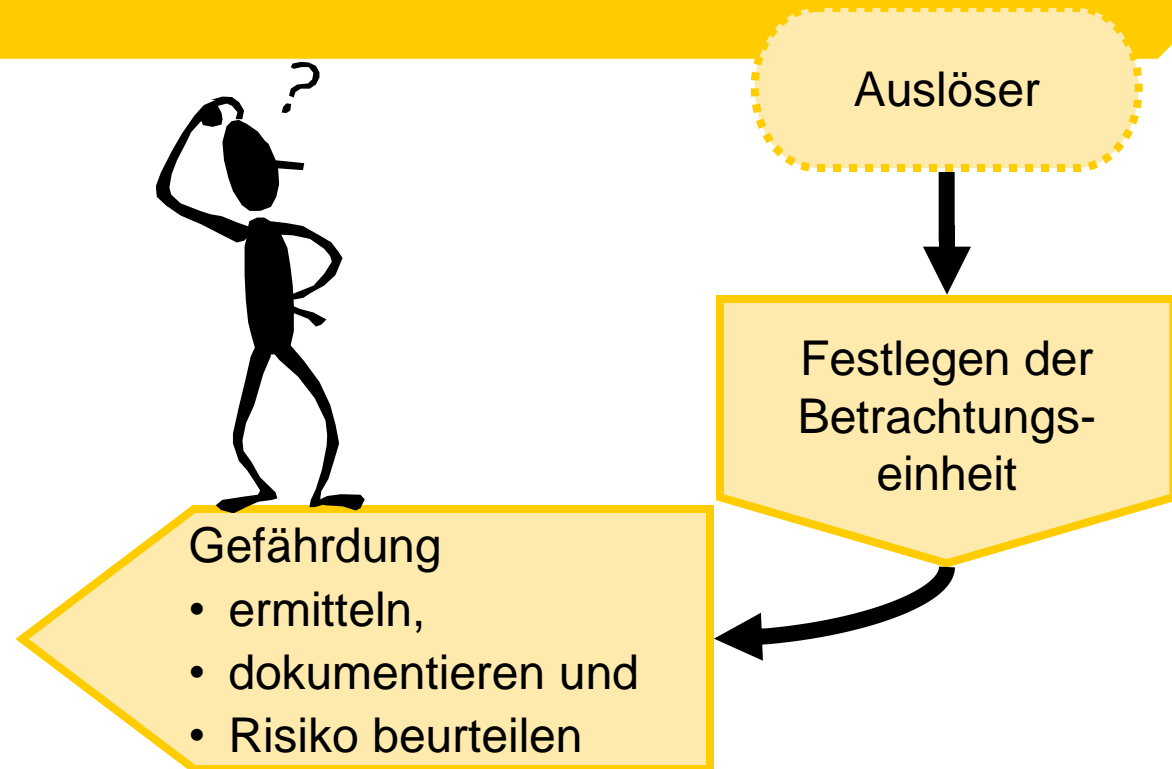 ?
Auslöser
Festlegen der
Betrachtungs-
einheit
Gefährdung
• ermitteln,
• dokumentieren und
• Risiko beurteilen